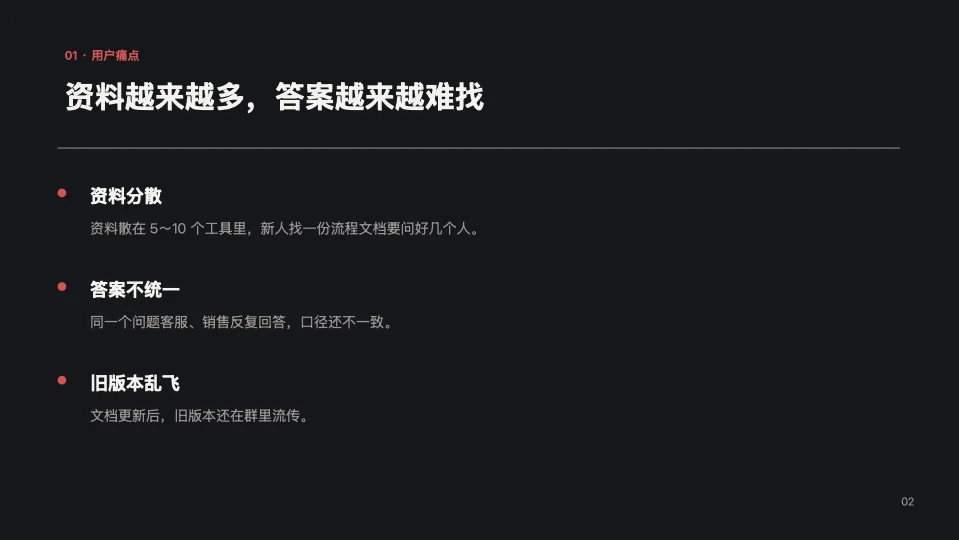 01 · 用户痛点
资料越来越多，答案越来越难找
资料分散
资料散在 5～10 个工具里，新人找一份流程文档要问好几个人。
答案不统一
同一个问题客服、销售反复回答，口径还不一致。
旧版本乱飞
文档更新后，旧版本还在群里流传。
02